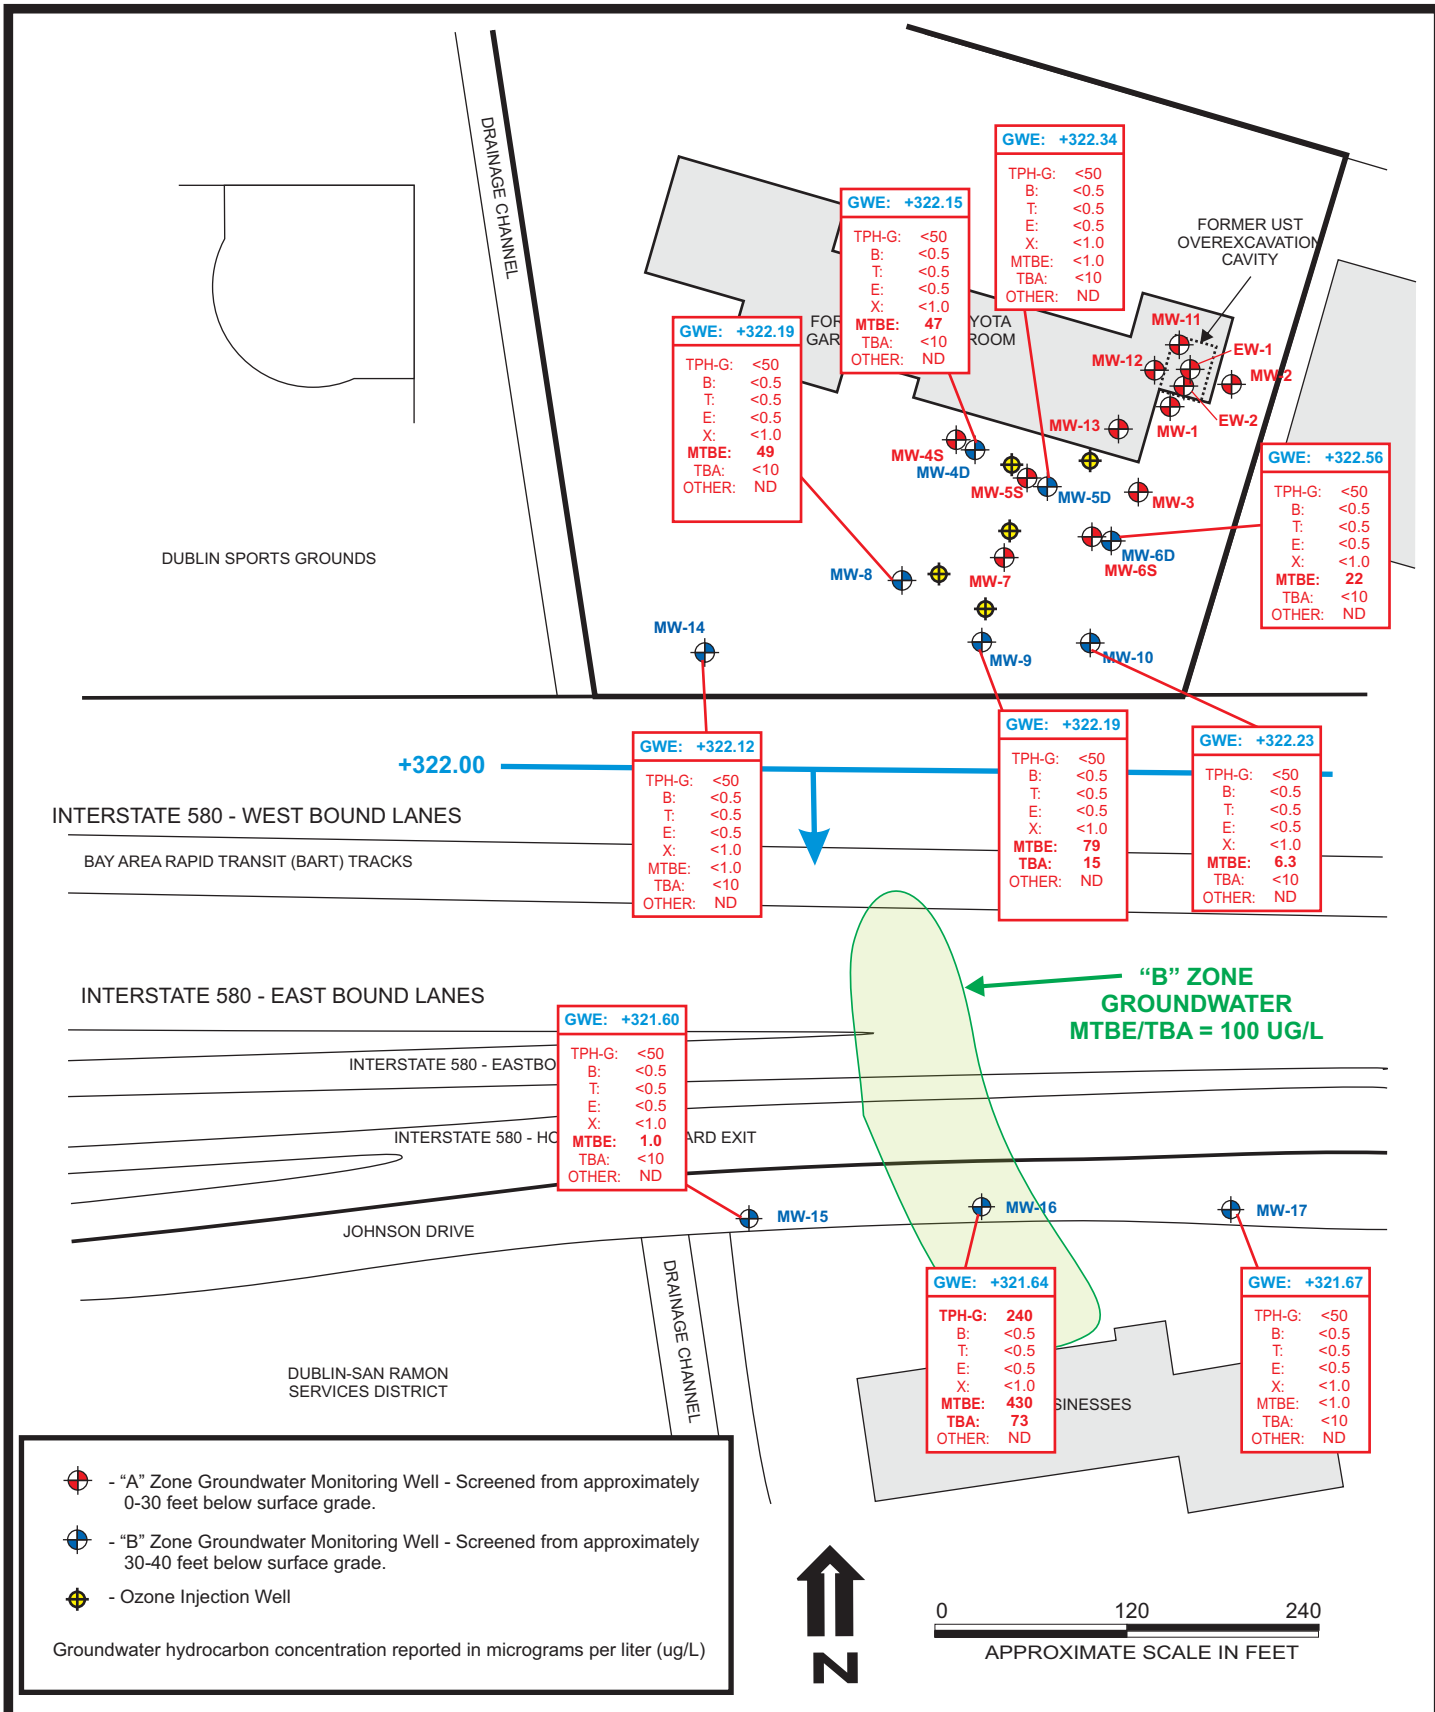 DRAINAGE CHANNEL
GWE: +322.34
TPH-G: <50
B: <0.5
T: <0.5
E: <0.5
X: <1.0
MTBE: <1.0
TBA: <10
OTHER: ND
GWE: +322.15
TPH-G: <50
B: <0.5
T: <0.5
E: <0.5
X: <1.0
MTBE: 47
TBA: <10
OTHER: ND
FORMER UST
OVEREXCAVATION
CAVITY
GWE: +322.19
TPH-G: <50
B: <0.5
T: <0.5
E: <0.5
X: <1.0
MTBE: 49
TBA: <10
OTHER: ND
FOR YOTA
GAR ROOM
MW-11
EW-1
MW-12
MW-2
EW-2
MW-1
MW-13
MW-4S
MW-4D
MW-5S
MW-5D
MW-3
GWE: +322.56
TPH-G: <50
B: <0.5
T: <0.5
E: <0.5
X: <1.0
MTBE: 22
TBA: <10
OTHER: ND
DUBLIN SPORTS GROUNDS
MW-8
MW-7
MW-6D
MW-6S
MW-14
MW-9
MW-10
GWE: +322.12
TPH-G: <50
B: <0.5
T: <0.5
E: <0.5
X: <1.0
MTBE: <1.0
TBA: <10
OTHER: ND
GWE: +322.19
TPH-G: <50
B: <0.5
T: <0.5
E: <0.5
X: <1.0
MTBE: 79
TBA: 15
OTHER: ND
GWE: +322.23
TPH-G: <50
B: <0.5
T: <0.5
E: <0.5
X: <1.0
MTBE: 6.3
TBA: <10
OTHER: ND
+322.00
INTERSTATE 580 - WEST BOUND LANES
BAY AREA RAPID TRANSIT (BART) TRACKS
INTERSTATE 580 - EAST BOUND LANES
“B” ZONE
GROUNDWATER
MTBE/TBA = 100 UG/L
GWE: +321.60
TPH-G: <50
B: <0.5
T: <0.5
E: <0.5
X: <1.0
MTBE: 1.0
TBA: <10
OTHER: ND
INTERSTATE 580 - EASTBO
INTERSTATE 580 - HO ARD EXIT
MW-15
MW-16
MW-17
JOHNSON DRIVE
DRAINAGE CHANNEL
GWE: +321.64
TPH-G: 240
B: <0.5
T: <0.5
E: <0.5
X: <1.0
MTBE: 430
TBA: 73
OTHER: ND
GWE: +321.67
TPH-G: <50
B: <0.5
T: <0.5
E: <0.5
X: <1.0
MTBE: <1.0
TBA: <10
OTHER: ND
SINESSES
DUBLIN-SAN RAMON
SERVICES DISTRICT
- “A” Zone Groundwater Monitoring Well - Screened from approximately
0-30 feet below surface grade.
- “B” Zone Groundwater Monitoring Well - Screened from approximately
30-40 feet below surface grade.
- Ozone Injection Well
Groundwater hydrocarbon concentration reported in micrograms per liter (ug/L)
N
0 120 240
APPROXIMATE SCALE IN FEET